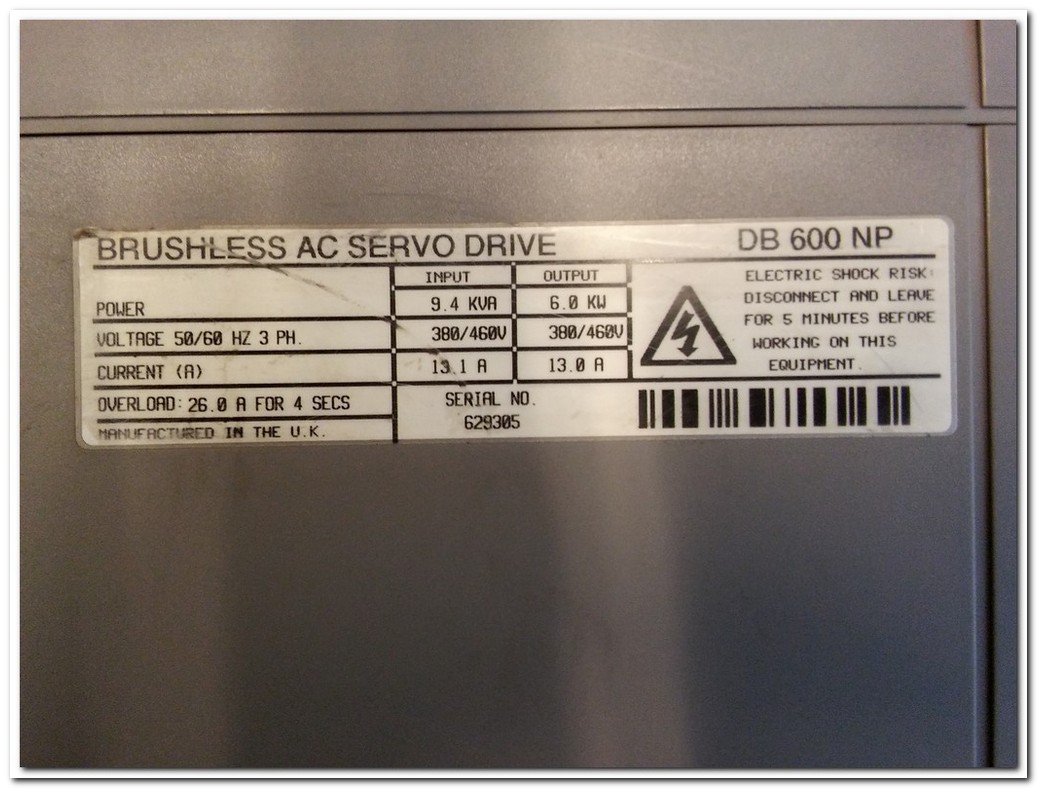 BRUSHLESS AC SERVO DRIVE DB 600 NP
INPUT OUTPUT
POWER 9.4 KVA 6.0 KW
VOLTAGE 50/60 HZ 3 PH. 380/460V 380/460V
CURRENT (A) 13.1 A 13.0 A
OVERLOAD: 26.0 A FOR 4 SECS
MANUFACTURED IN THE U.K.
SERIAL NO.
629305
ELECTRIC SHOCK RISK:
DISCONNECT AND LEAVE
FOR 5 MINUTES BEFORE
WORKING ON THIS
EQUIPMENT.